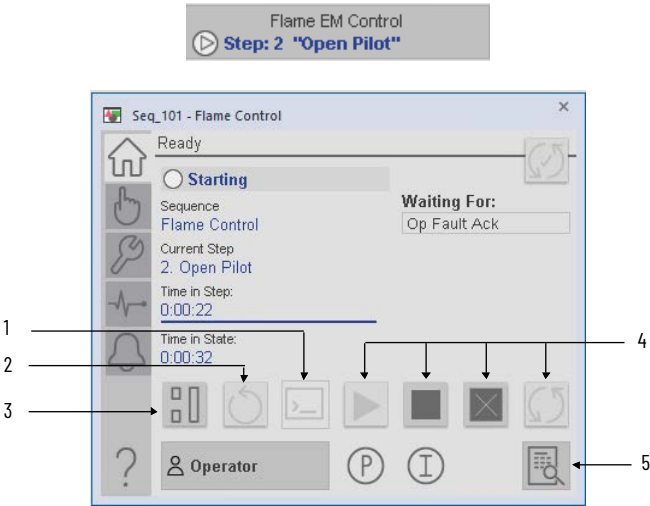 Flame EM Control
Step: 2 "Open Pilot"
Seq_101 - Flame Control
Ready
Starting
Waiting For:
Op Fault Ack
Sequence
Flame Control
Current Step
2. Open Pilot
Time in Step:
0:00:22
Time in State:
0:00:32
1
2
3
4
5
Operator
P
I
?